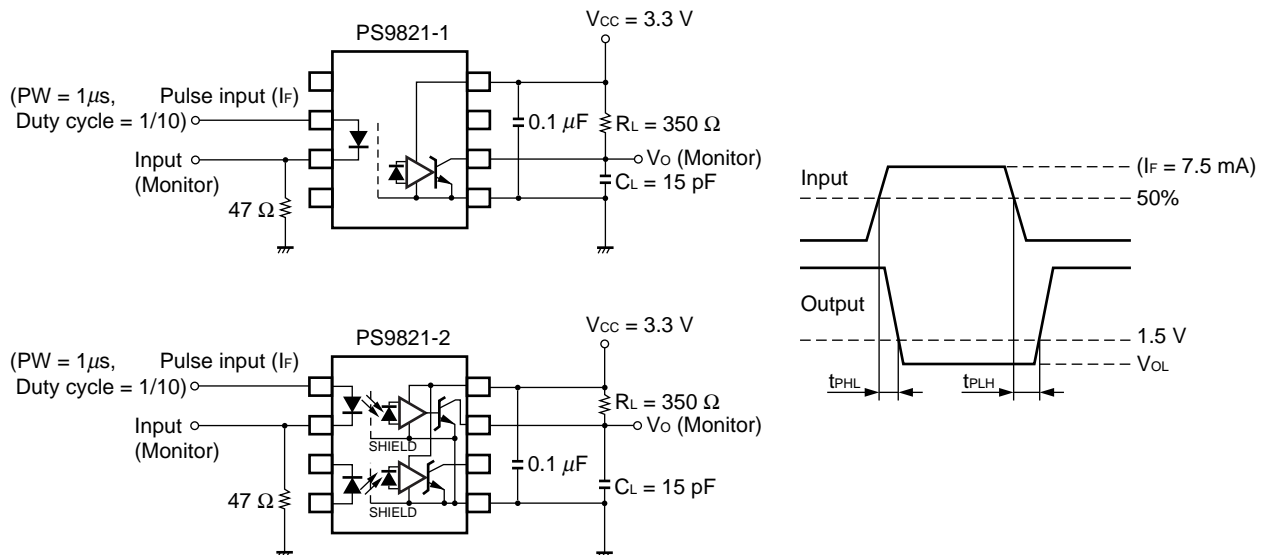 PS9821-1
VCC = 3.3 V
(PW = 1μs,
Duty cycle = 1/10)
Pulse input (IF)
Input
(Monitor)
47 Ω
0.1 μF
RL = 350 Ω
VO (Monitor)
CL = 15 pF
PS9821-2
VCC = 3.3 V
(PW = 1μs,
Duty cycle = 1/10)
Pulse input (IF)
Input
(Monitor)
47 Ω
SHIELD
SHIELD
0.1 μF
RL = 350 Ω
VO (Monitor)
CL = 15 pF
Input
(IF = 7.5 mA)
50%
Output
1.5 V
VOL
tPHL
tPLH